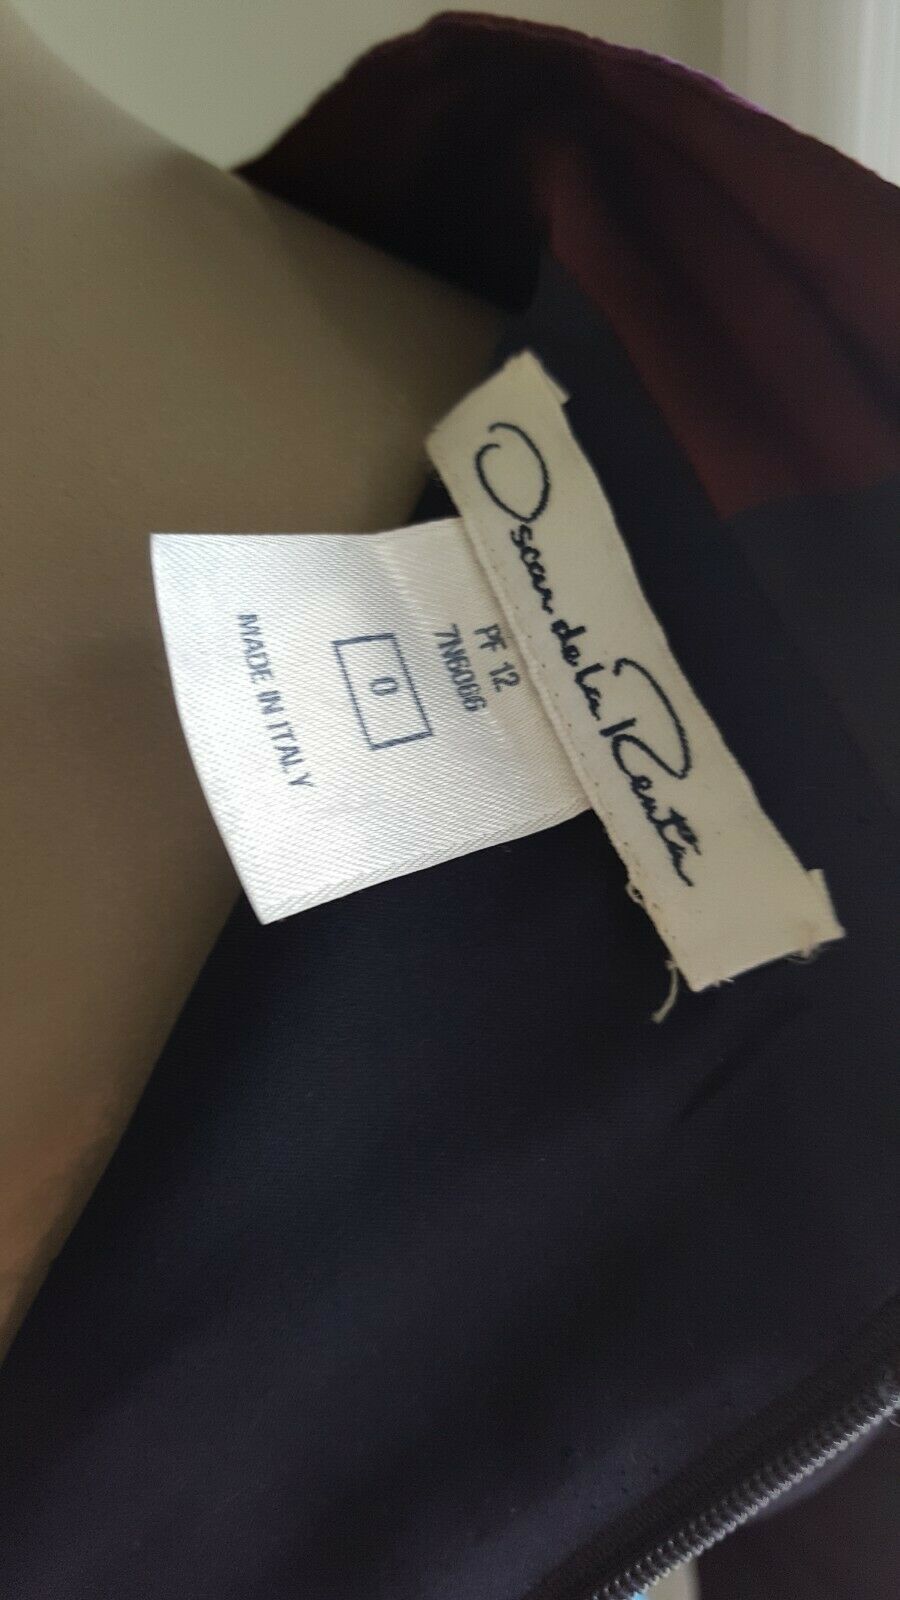 Oscar de la Renta
PF 12
7N6066
0
MADE IN ITALY